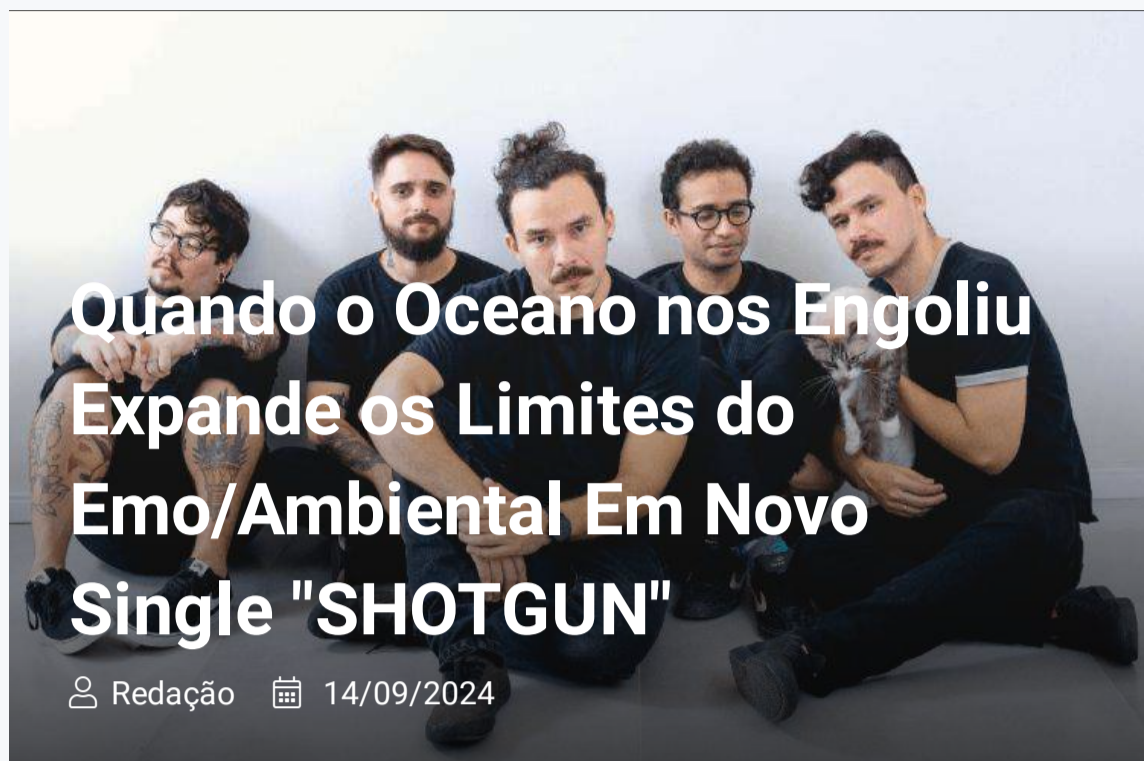 Quando o Oceano nos Engoliu
Expande os Limites do
Emo/Ambiental Em Novo
Single "SHOTGUN"
Redação 14/09/2024